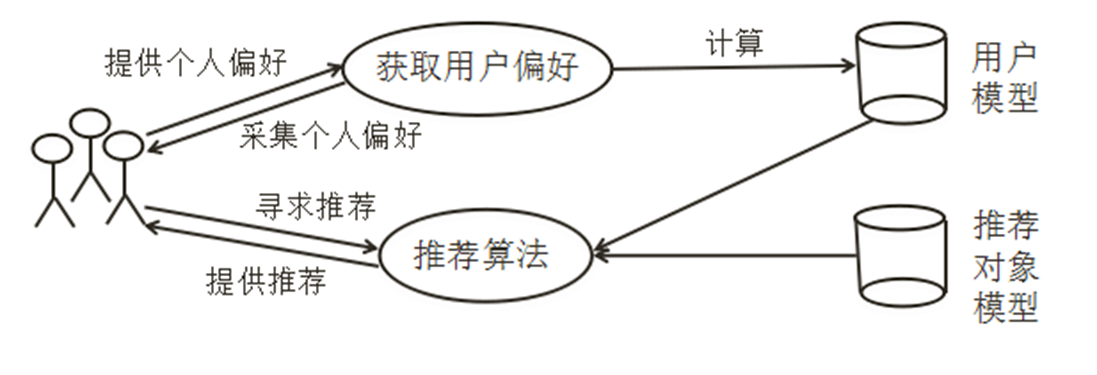 提供个人偏好
获取用户偏好
计算
用户
模型
采集个人偏好
寻求推荐
推荐算法
提供推荐
推荐
对象
模型